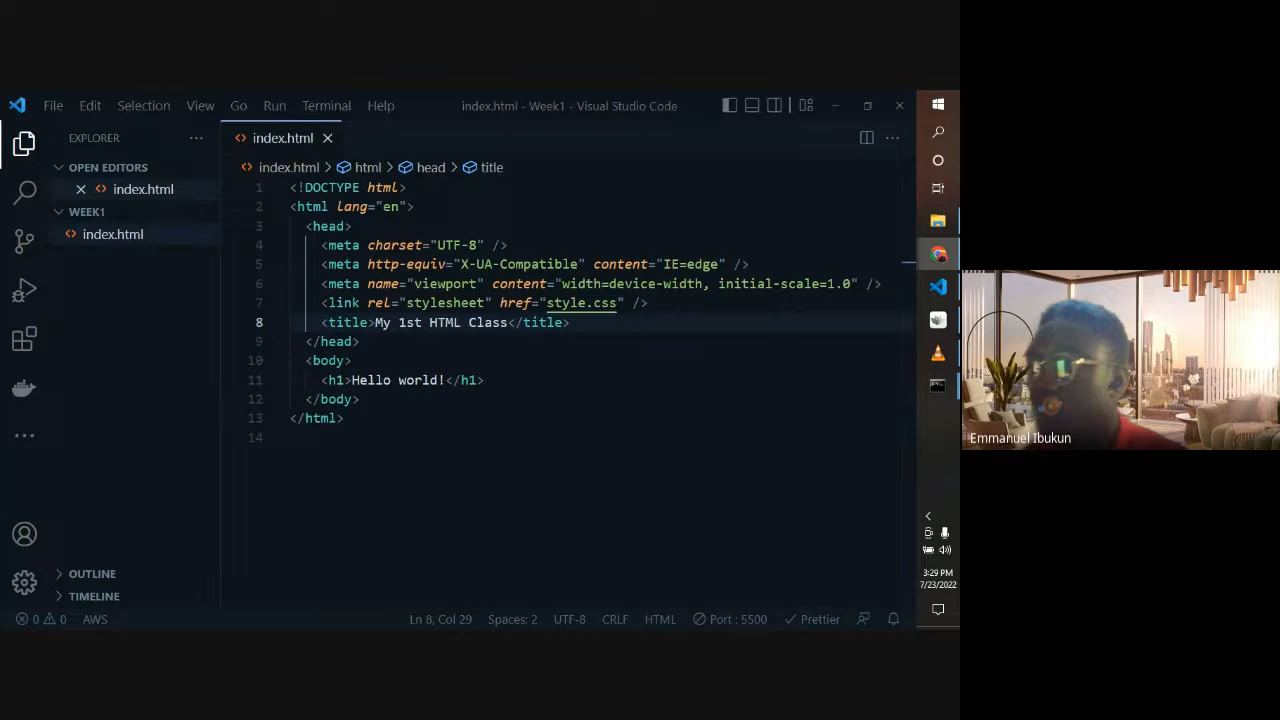 File Edit Selection View Go Run Terminal Help
index.html - Week1 - Visual Studio Code
EXPLORER
OPEN EDITORS
index.html
WEEK1
index.html
OUTLINE
TIMELINE
index.html
index.html > html > head > title
1 <!DOCTYPE html>
2 <html lang="en">
3 <head>
4 <meta charset="UTF-8" />
5 <meta http-equiv="X-UA-Compatible" content="IE=edge" />
6 <meta name="viewport" content="width=device-width, initial-scale=1.0" />
7 <link rel="stylesheet" href="style.css" />
8 <title>My 1st HTML Class</title>
9 </head>
10 <body>
11 <h1>Hello world!</h1>
12 </body>
13 </html>
14
0 0 AWS Ln 8, Col 29 Spaces: 2 UTF-8 CRLF HTML Port : 5500 Prettier
3:29 PM
7/23/2022
Emmanuel Ibukun